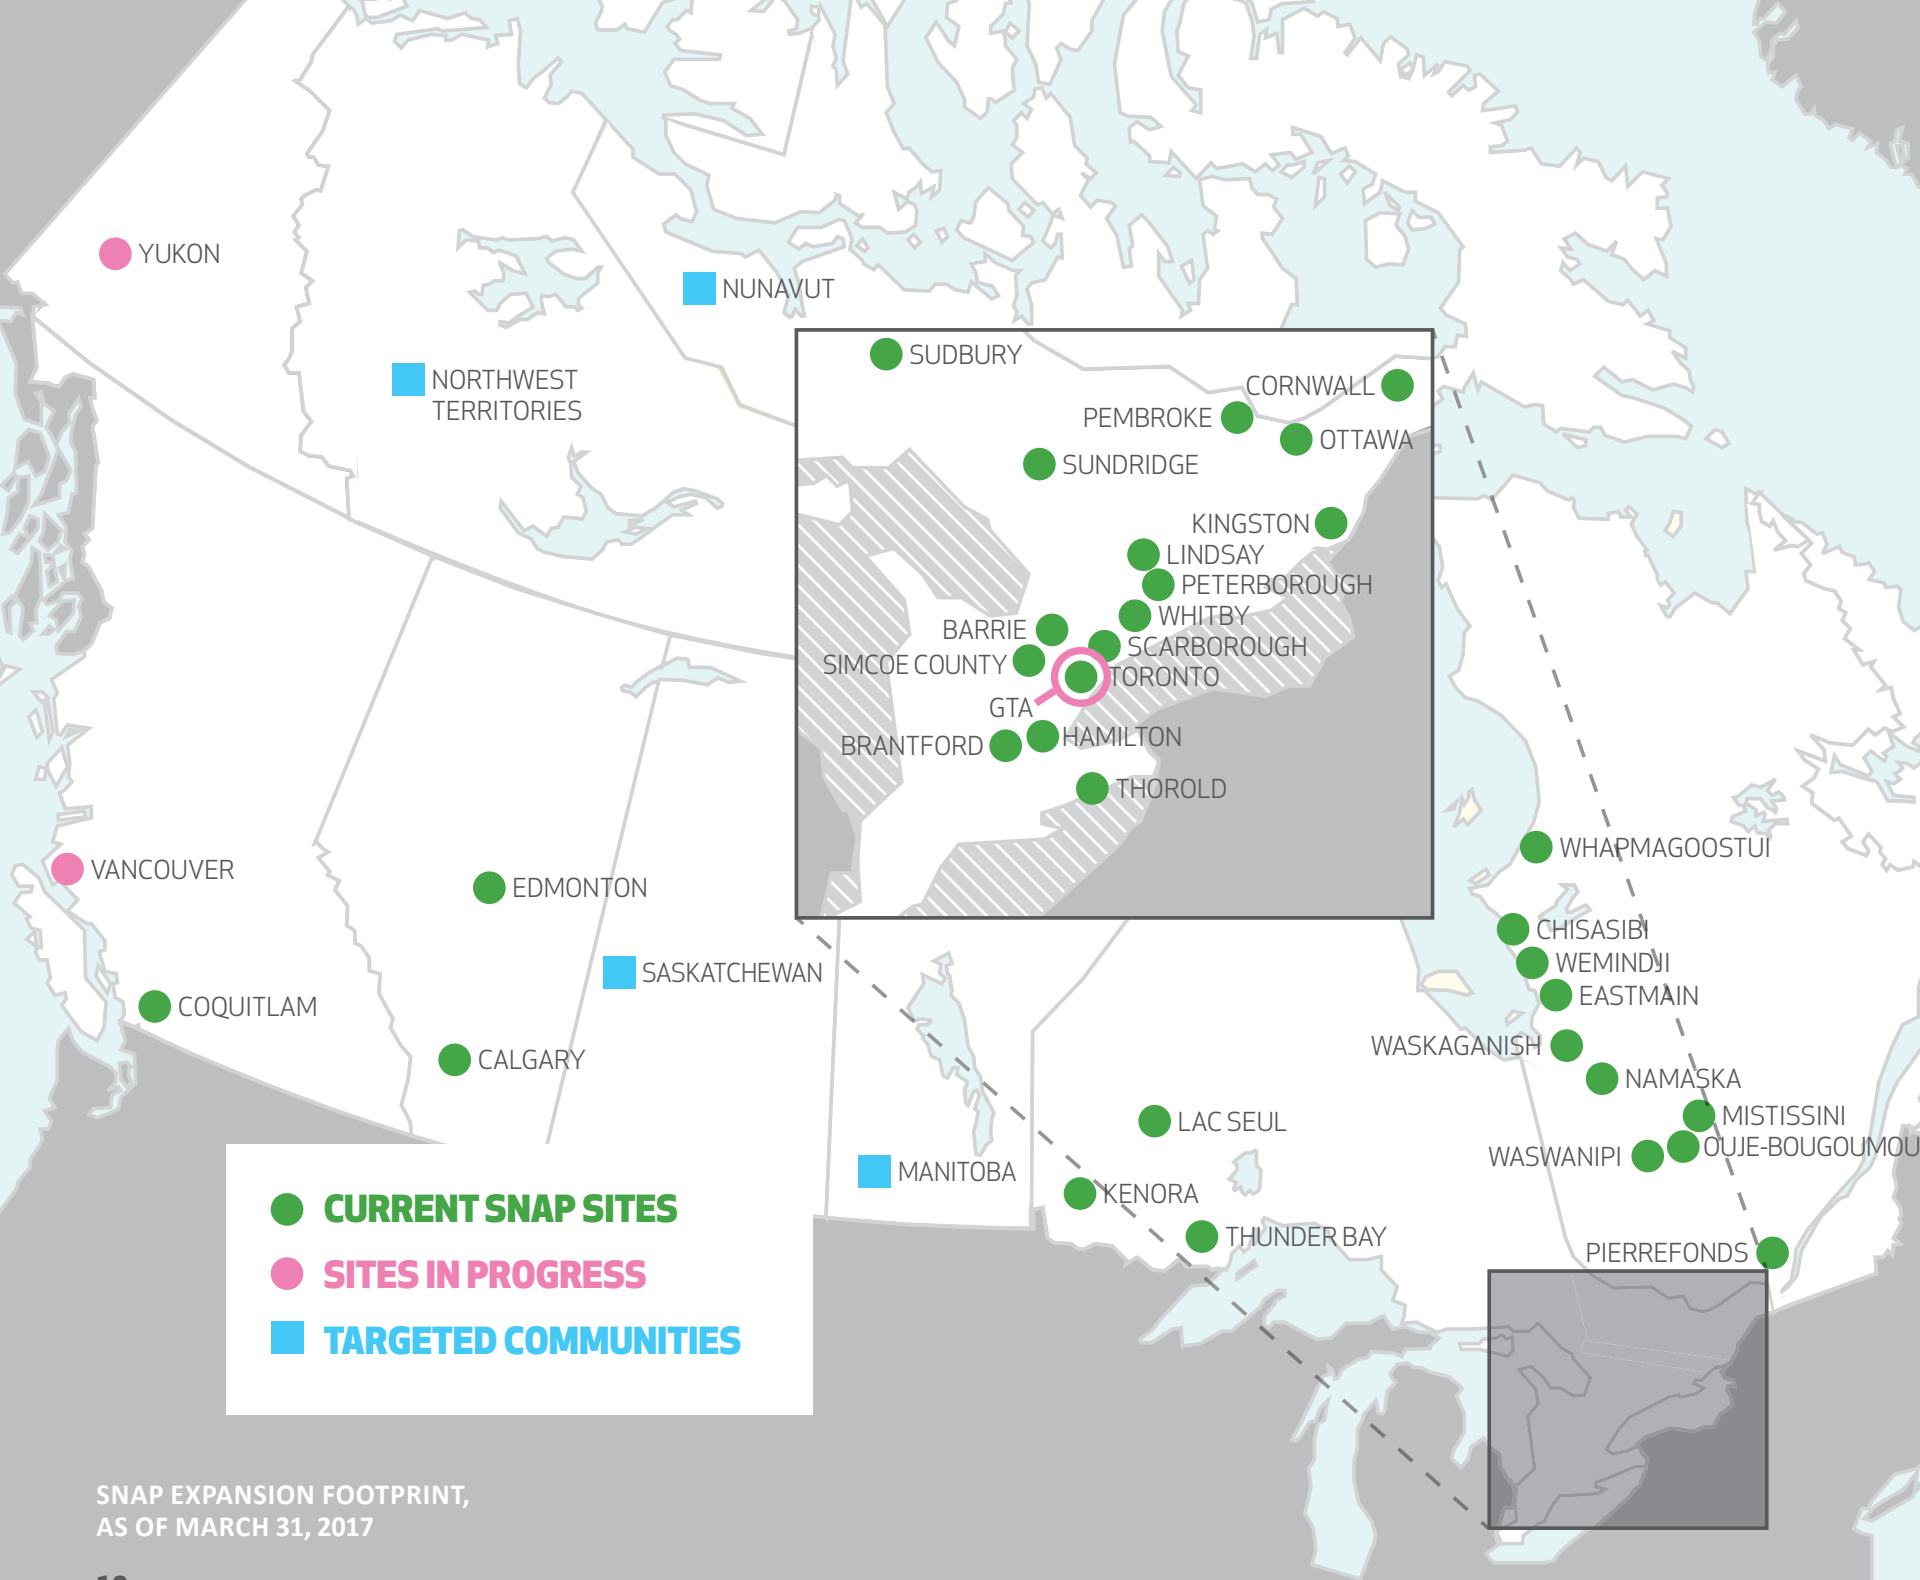 YUKON
NUNAVUT
NORTHWEST
TERRITORIES
SUDBURY
CORNWALL
PEMBROKE
OTTAWA
SUNDRIDGE
KINGSTON
LINDSAY
PETERBOROUGH
WHITBY
BARRIE
SCARBOROUGH
SIMCOE COUNTY
TORONTO
GTA
BRANTFORD
HAMILTON
THOROLD
WHAPMAGOOSTUI
VANCOUVER
EDMONTON
CHISASIBI
WEMINDJI
SASKATCHEWAN
EASTMAIN
COQUITLAM
WASKAGANISH
CALGARY
NAMASKA
LAC SEUL
MISTISSINI
OUJE-BOUGOUMOU
WASWANIPI
MANITOBA
KENORA
THUNDER BAY
PIERREFONDS
CURRENT SNAP SITES
SITES IN PROGRESS
TARGETED COMMUNITIES
SNAP EXPANSION FOOTPRINT,
AS OF MARCH 31, 2017